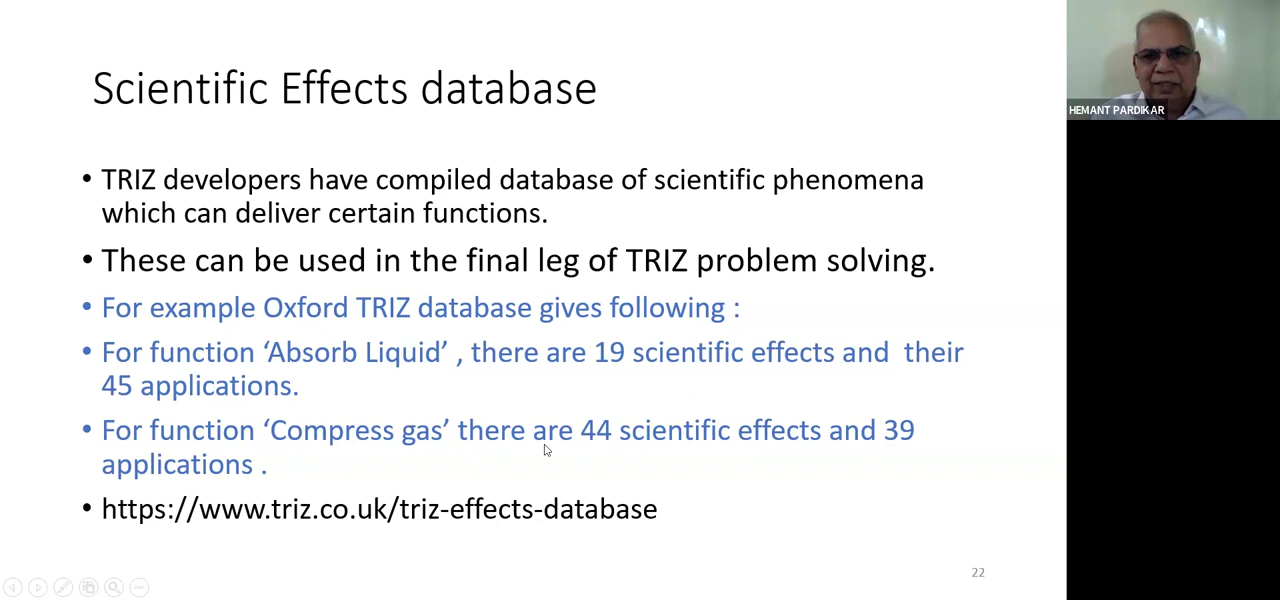 Scientific Effects database
• TRIZ developers have compiled database of scientific phenomena
which can deliver certain functions.
• These can be used in the final leg of TRIZ problem solving.
• For example Oxford TRIZ database gives following :
• For function ‘Absorb Liquid’ , there are 19 scientific effects and  their
45 applications.
• For function ‘Compress gas’ there are 44 scientific effects and 39
applications .
• https://www.triz.co.uk/triz-effects-database
22
HEMANT PARDIKAR